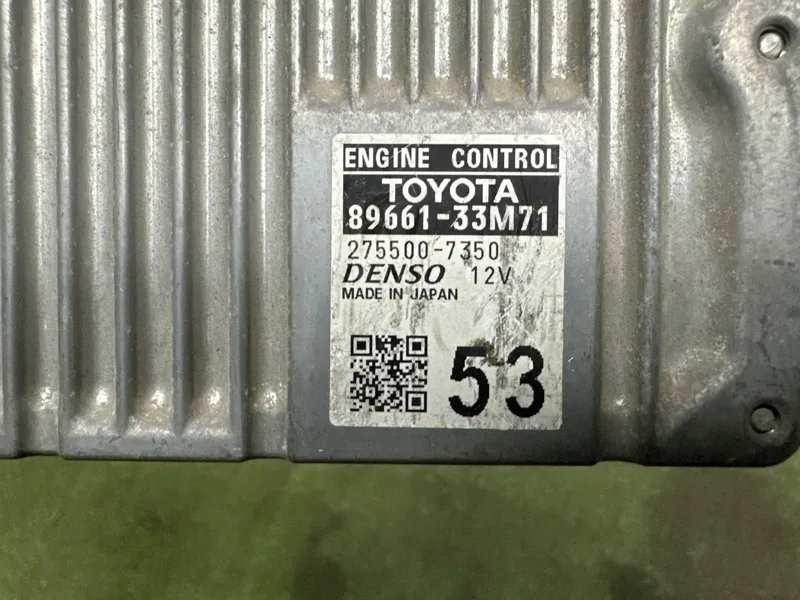 ENGINE CONTROL
TOYOTA
89661-33M71
275500-7350
DENSO 12V
MADE IN JAPAN
53